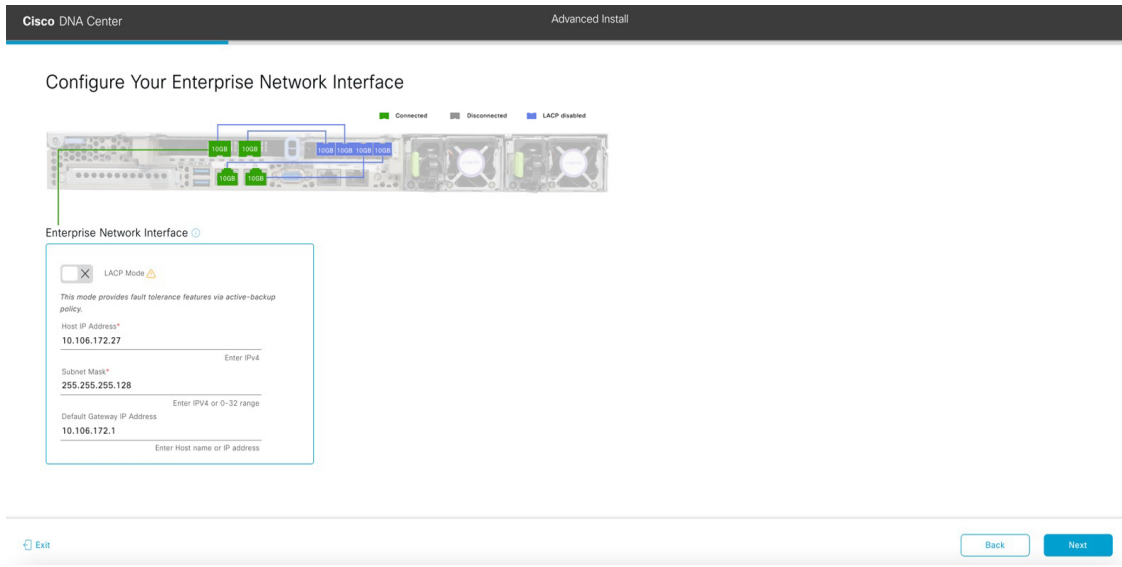 Cisco DNA Center
Advanced Install
Configure Your Enterprise Network Interface
Connected
Disconnected
LACP disabled
10GB 10GB
10GB 10GB 10GB 10GB
10GB 10GB
Enterprise Network Interface
LACP Mode
This mode provides fault tolerance features via active-backup
policy.
Host IP Address*
10.106.172.27
Enter IPv4
Subnet Mask*
255.255.255.128
Enter IPV4 or 0-32 range
Default Gateway IP Address
10.106.172.1
Enter Host name or IP address
Exit
Back
Next